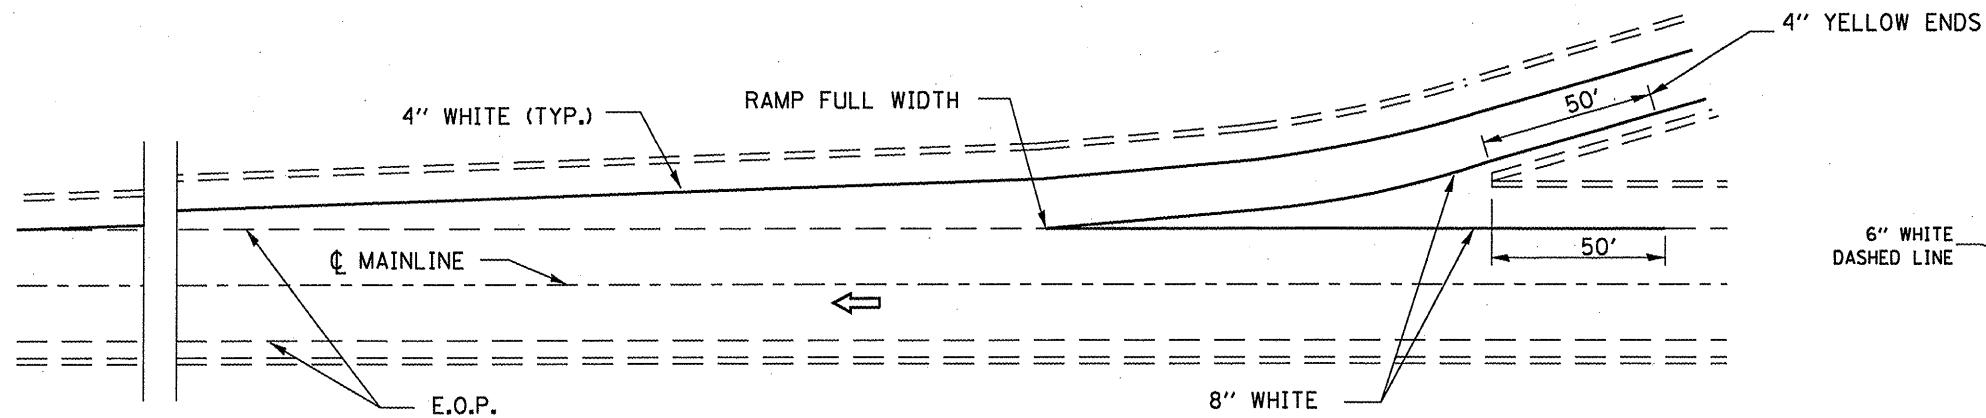 4" YELLOW ENDS
50'
RAMP FULL WIDTH
4" WHITE (TYP.)
6" WHITE
DASHED LINE
50'
℄ MAINLINE
8" WHITE
E.O.P.